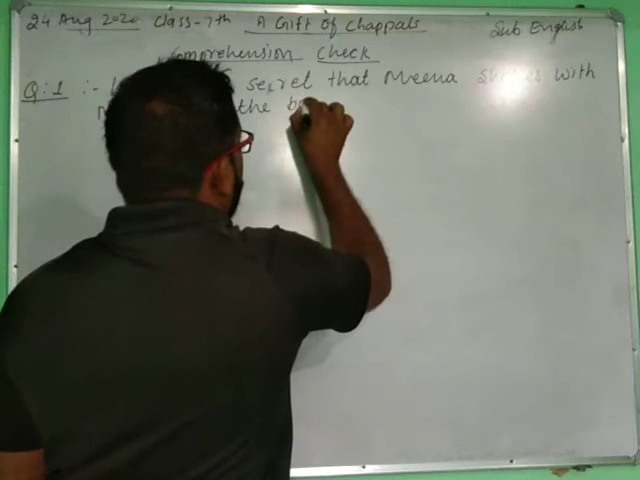 24 Aug 2020 Class-7th A Gift Of Chappals Sub English
Comprehension Check
Q:1 :- secret that Meena with
the b